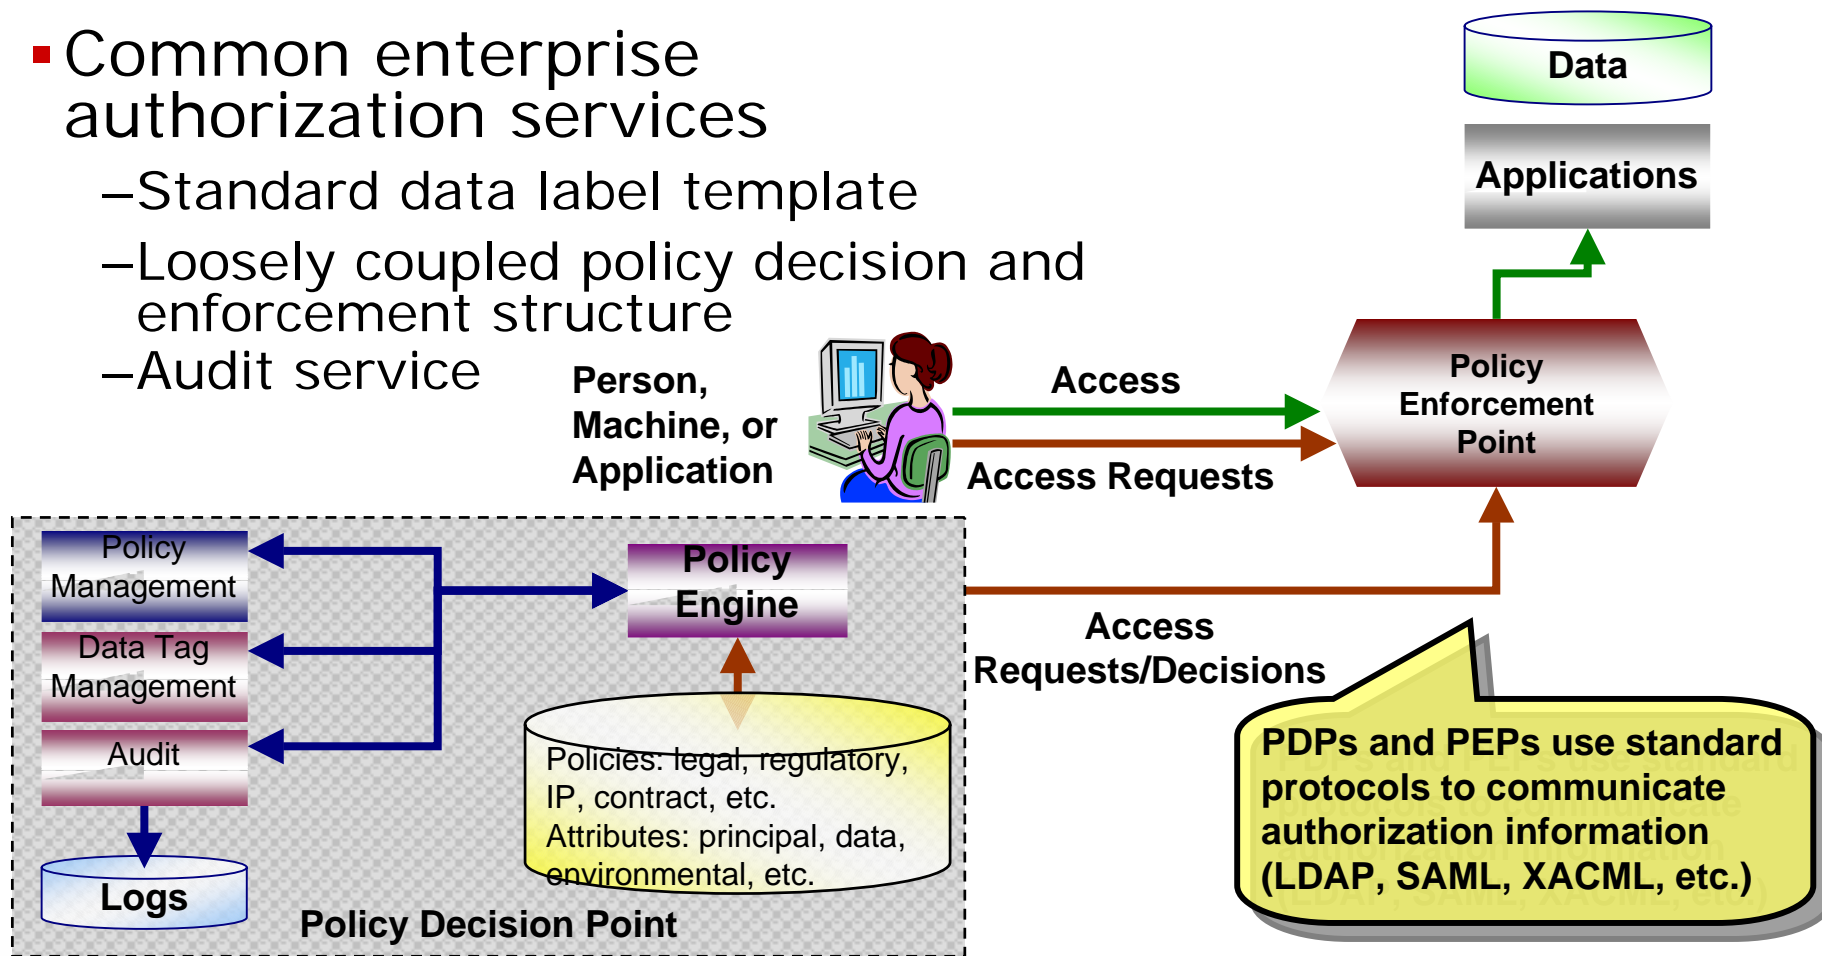 ▪Common enterprise
authorization services
–Standard data label template
–Loosely coupled policy decision and
enforcement structure
–Audit service
Data
Applications
Person,
Machine, or
Application
Access
Access Requests
Policy
Enforcement
Point
Policy
Management
Data Tag
Management
Audit
Logs
Policy
Engine
Policies: legal, regulatory,
IP, contract, etc.
Attributes: principal, data,
environmental, etc.
Policy Decision Point
Access
Requests/Decisions
PDPs and PEPs use standard
protocols to communicate
authorization information
(LDAP, SAML, XACML, etc.)